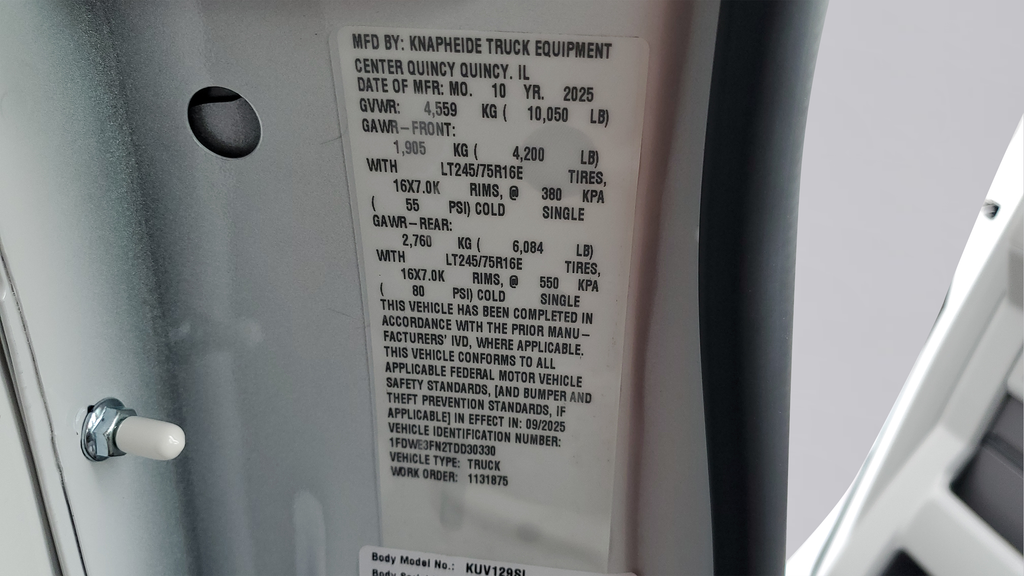 MFD BY: KNAPHEIDE TRUCK EQUIPMENT
CENTER QUINCY QUINCY. IL
DATE OF MFR: MO. 10 YR. 2025
GVWR: 4,559 KG ( 10,050 LB)
GAWR-FRONT:
1,905 KG ( 4,200 LB)
WITH LT245/75R16E TIRES,
16X7.0K RIMS, @ 380 KPA
( 55 PSI) COLD SINGLE
GAWR-REAR:
2,760 KG ( 6,084 LB)
WITH LT245/75R16E TIRES,
16X7.0K RIMS, @ 550 KPA
( 80 PSI) COLD SINGLE
THIS VEHICLE HAS BEEN COMPLETED IN
ACCORDANCE WITH THE PRIOR MANU-
FACTURERS' IVD, WHERE APPLICABLE.
THIS VEHICLE CONFORMS TO ALL
APPLICABLE FEDERAL MOTOR VEHICLE
SAFETY STANDARDS, [AND BUMPER AND
THEFT PREVENTION STANDARDS, IF
APPLICABLE] IN EFFECT IN: 09/2025
VEHICLE IDENTIFICATION NUMBER:
1FDWE3FN2TDD30330
VEHICLE TYPE: TRUCK
WORK ORDER: 1131875
Body Model No.: KUV129SL
Body